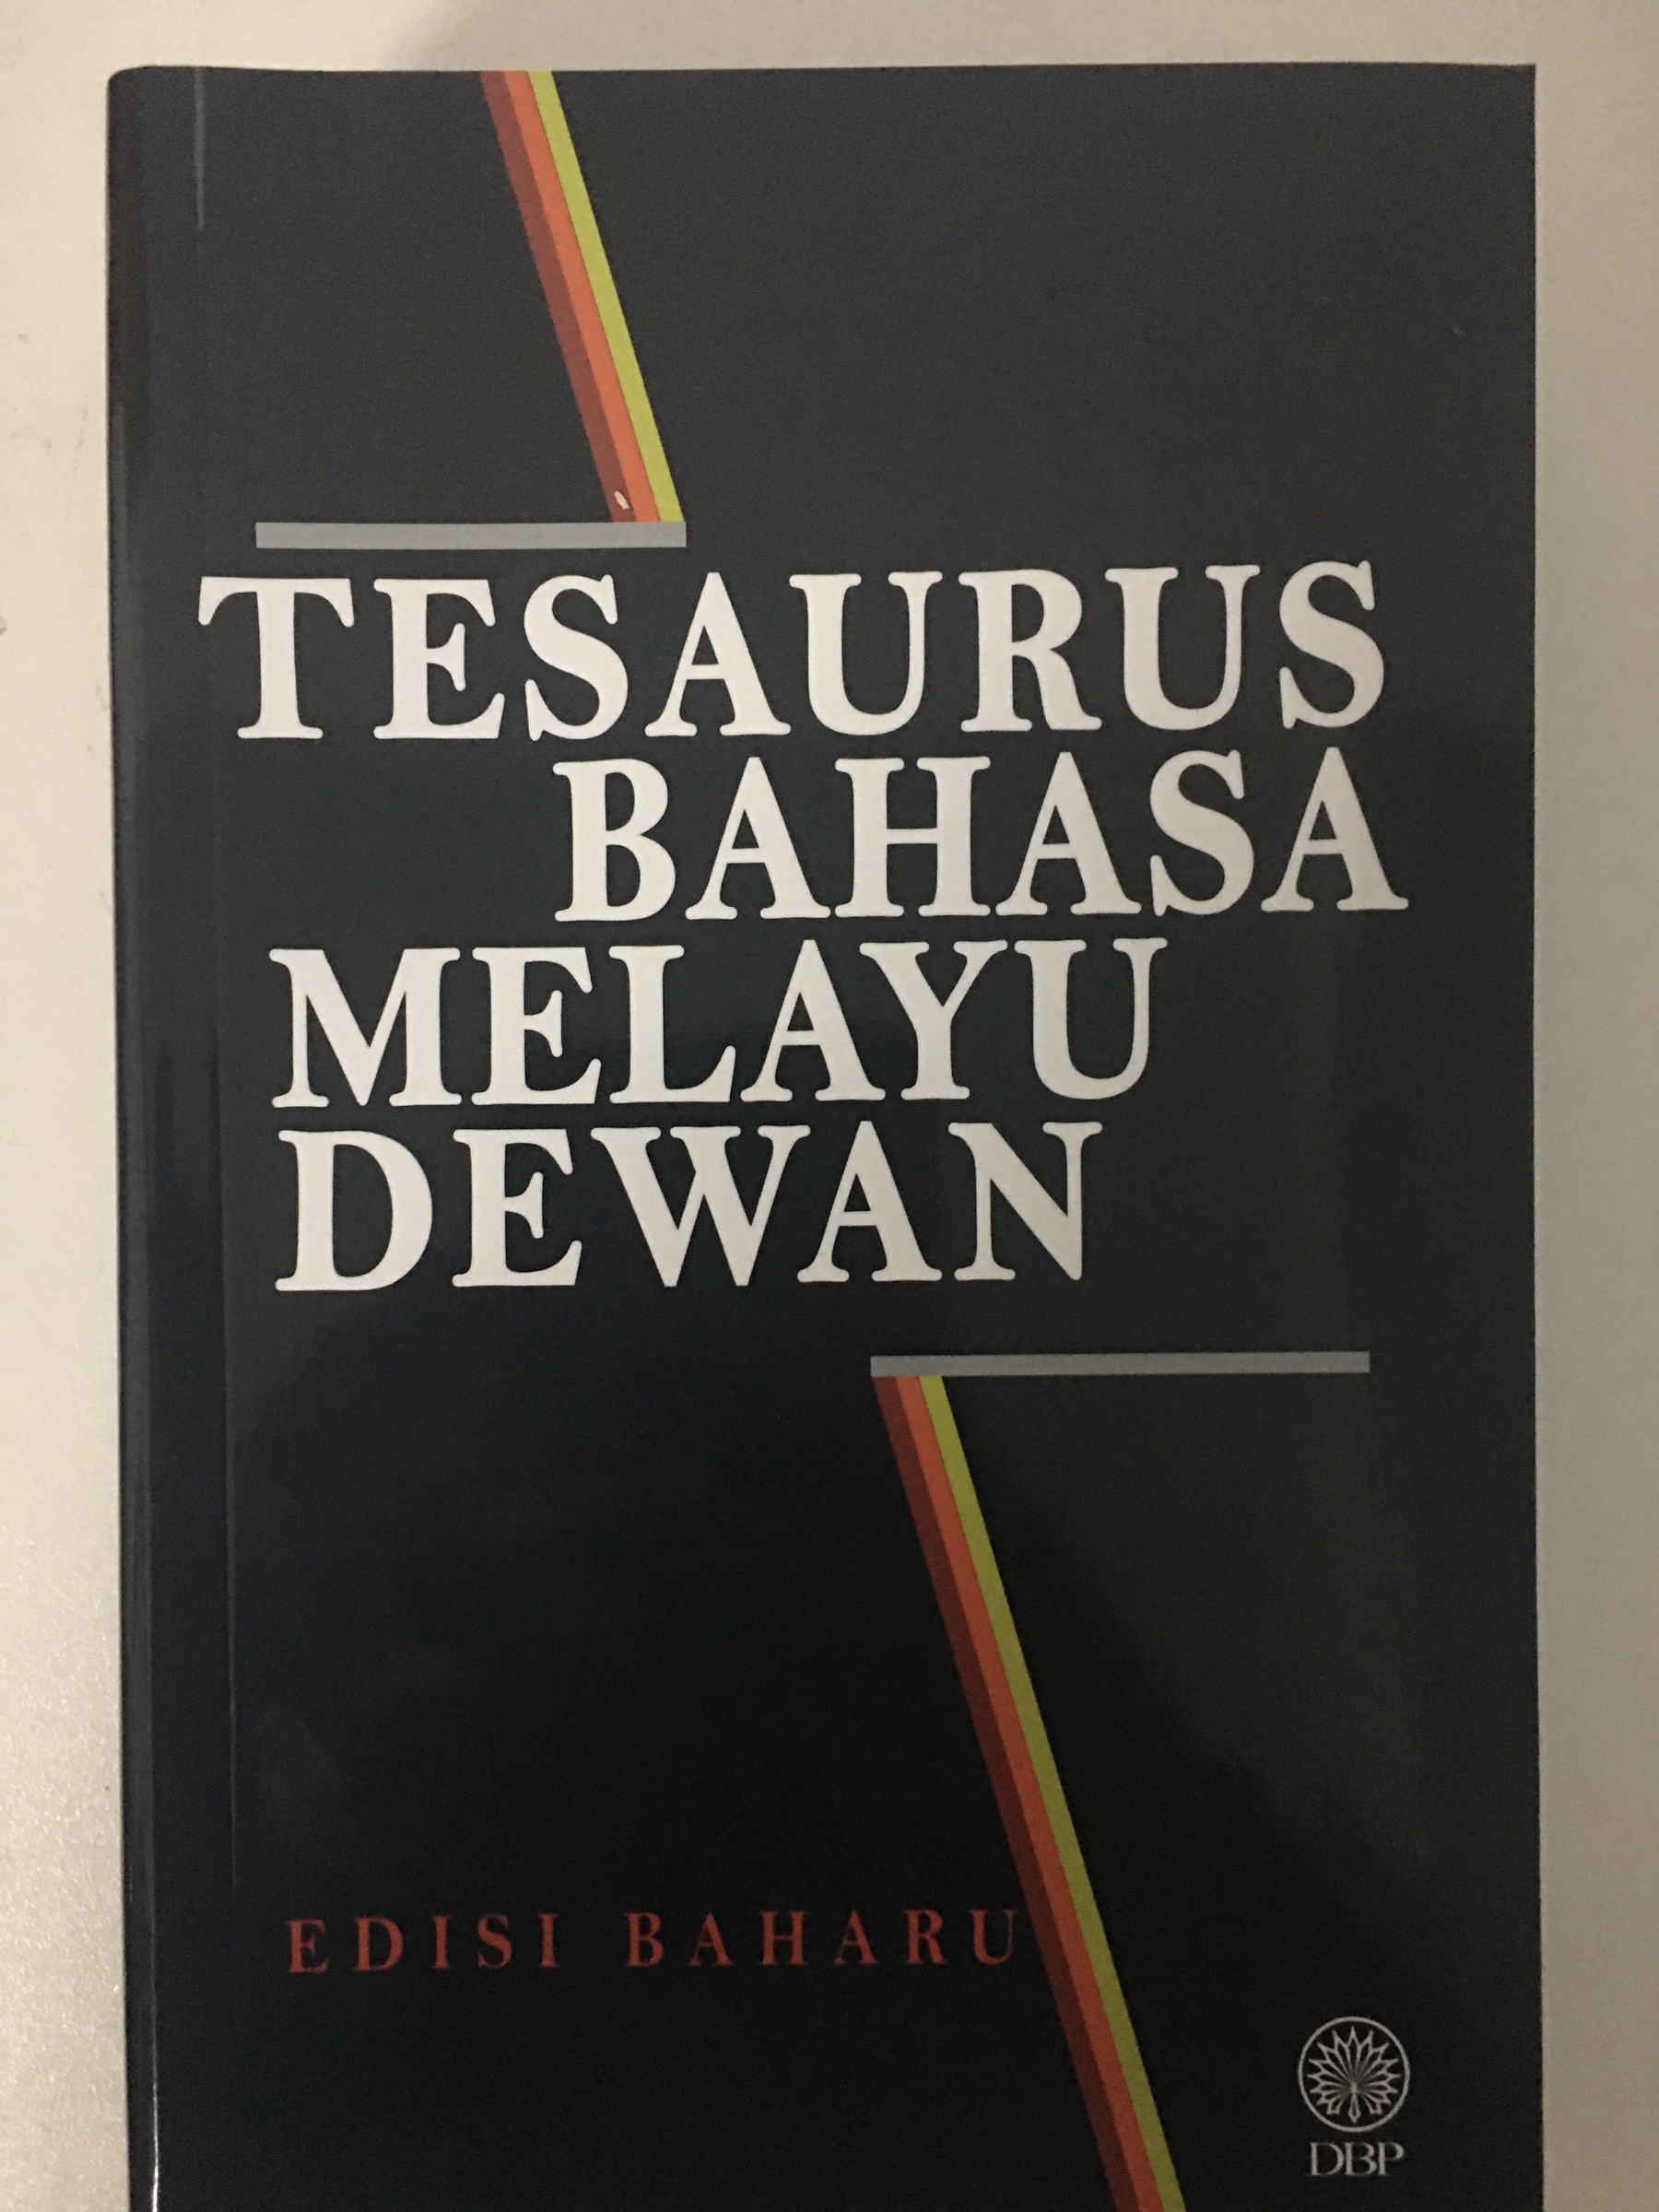 TESAURUS
BAHASA
MELAYU
DEWAN
EDISI BAHARU
DBP